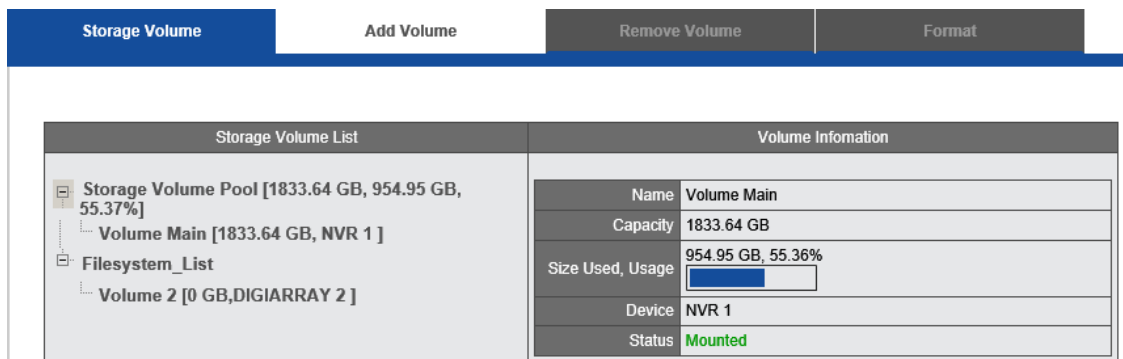 Storage Volume Add Volume Remove Volume Format
Storage Volume List
Storage Volume Pool [1833.64 GB, 954.95 GB,
55.37%]
Volume Main [1833.64 GB, NVR 1 ]
Filesystem_List
Volume 2 [0 GB,DIGIARRAY 2 ]
Volume Infomation
Name Volume Main
Capacity 1833.64 GB
Size Used, Usage 954.95 GB, 55.36%
Device NVR 1
Status Mounted